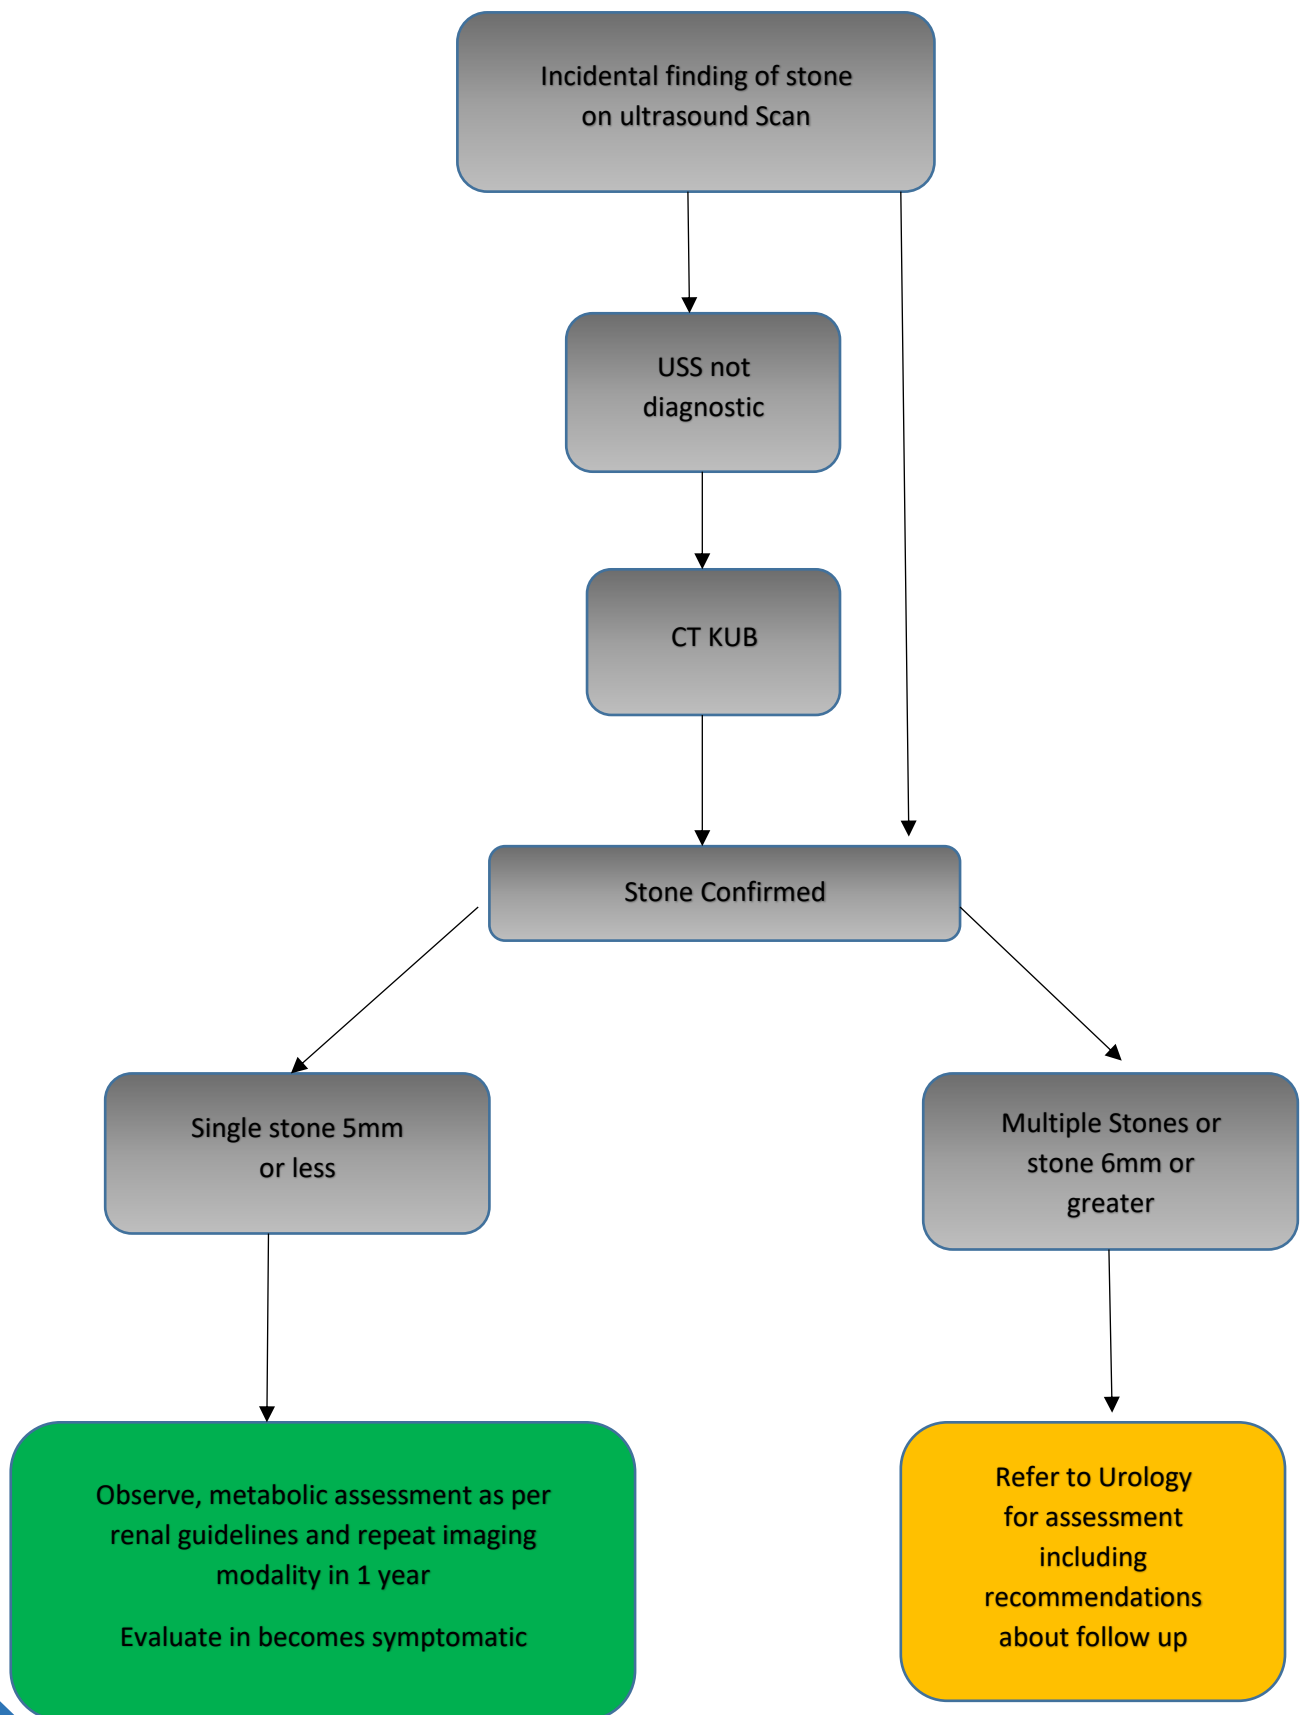 Incidental finding of stone
on ultrasound Scan
USS not
diagnostic
CT KUB
Stone Confirmed
Single stone 5mm
or less
Multiple Stones or
stone 6mm or
greater
Observe, metabolic assessment as per
renal guidelines and repeat imaging
modality in 1 year
Evaluate in becomes symptomatic
Refer to Urology
for assessment
including
recommendations
about follow up